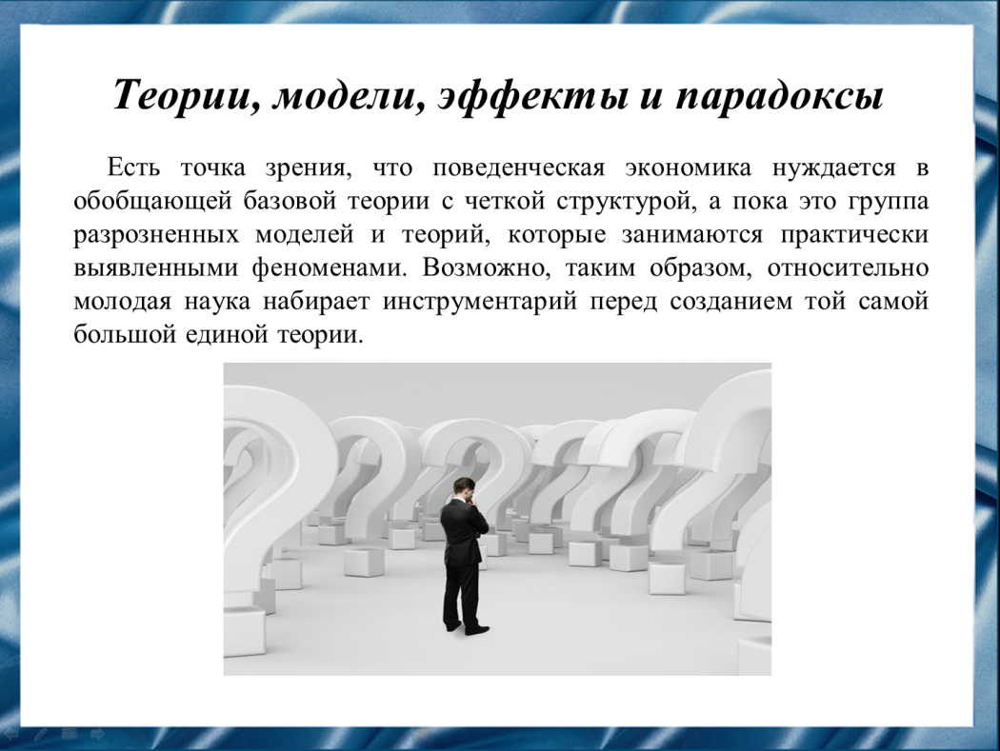 Теории, модели, эффекты и парадоксы
Есть точка зрения, что поведенческая экономика нуждается в
обобщающей базовой теории с четкой структурой, а пока это группа
разрозненных моделей и теорий, которые занимаются практически
выявленными феноменами. Возможно, таким образом, относительно
молодая наука набирает инструментарий перед созданием той самой
большой единой теории.